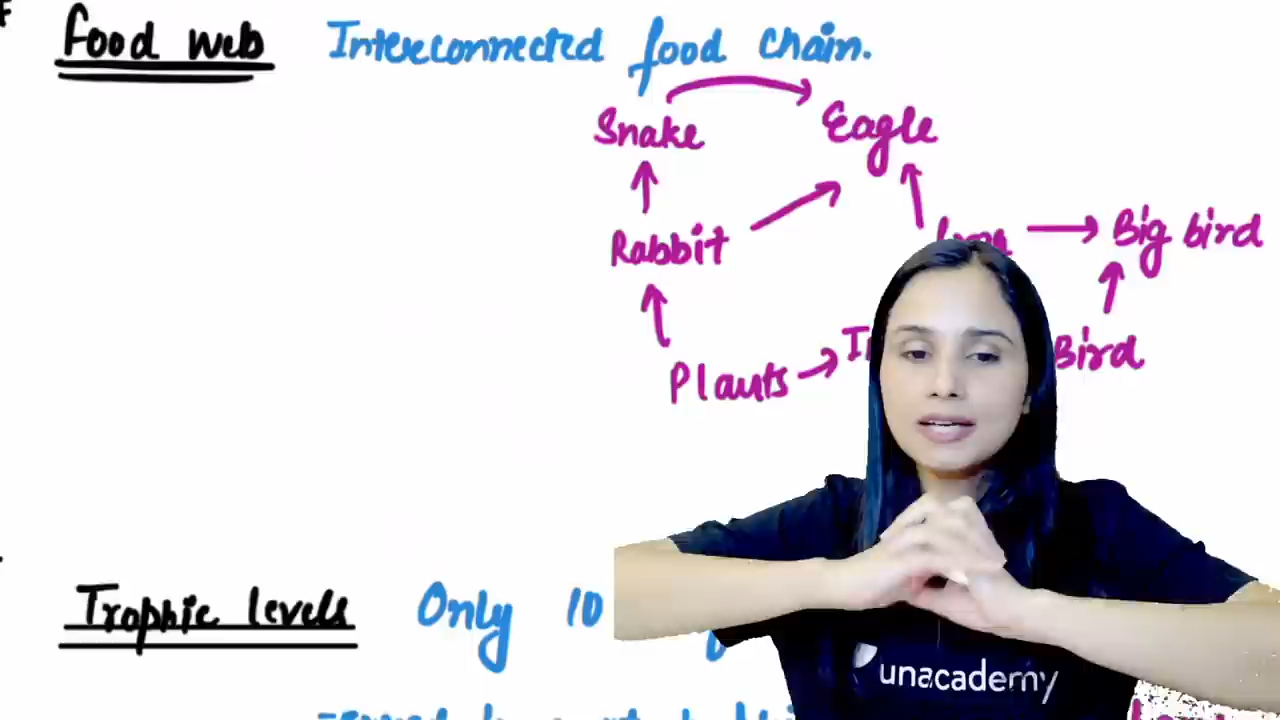 Food web Interconnected food chain.
Snake Eagle
Rabbit Big bird
Plants Bird
Trophic levels Only 10
unacademy